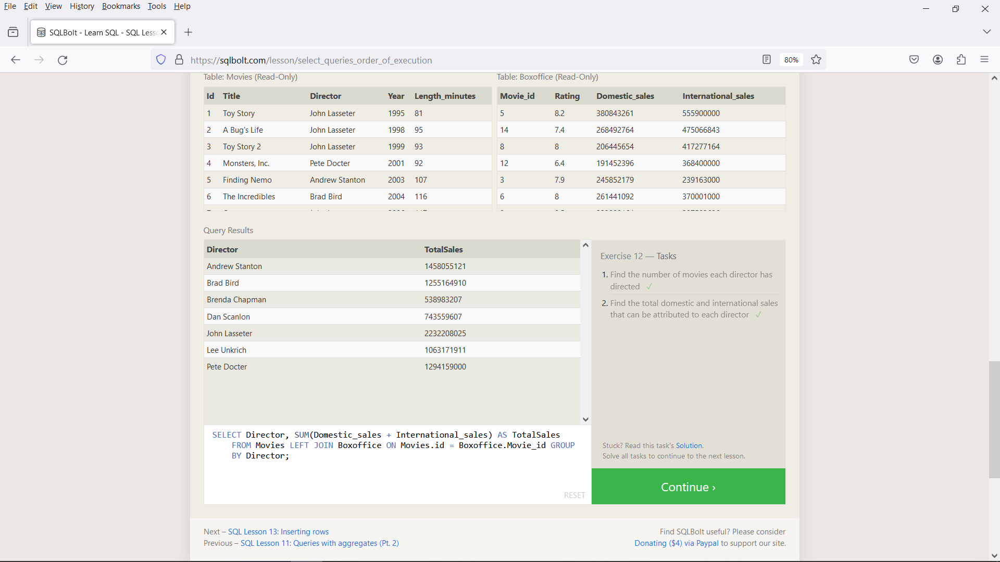 File Edit View History Bookmarks Tools Help
SQLBolt - Learn SQL - SQL Less
https://sqlbolt.com/lesson/select_queries_order_of_execution 80%
Table: Movies (Read-Only) Table: Boxoffice (Read-Only)
Id Title Director Year Length_minutes Movie_id Rating Domestic_sales International_sales
1 Toy Story John Lasseter 1995 81 5 8.2 380843261 555900000
2 A Bug's Life John Lasseter 1998 95 14 7.4 268492764 475066843
3 Toy Story 2 John Lasseter 1999 93 8 8 206445654 417277164
4 Monsters, Inc. Pete Docter 2001 92 12 6.4 191452396 368400000
5 Finding Nemo Andrew Stanton 2003 107 3 7.9 245852179 239163000
6 The Incredibles Brad Bird 2004 116 6 8 261441092 370001000
Query Results
Director TotalSales
Andrew Stanton 1458055121
Brad Bird 1255164910
Brenda Chapman 538983207
Dan Scanlon 743559607
John Lasseter 2232208025
Lee Unkrich 1063171911
Pete Docter 1294159000
Exercise 12 — Tasks
1. Find the number of movies each director has
directed ✓
2. Find the total domestic and international sales
that can be attributed to each director ✓
SELECT Director, SUM(Domestic_sales + International_sales) AS TotalSales
FROM Movies LEFT JOIN Boxoffice ON Movies.id = Boxoffice.Movie_id GROUP
BY Director;
RESET
Stuck? Read this task's Solution.
Solve all tasks to continue to the next lesson.
Continue ›
Next – SQL Lesson 13: Inserting rows
Previous – SQL Lesson 11: Queries with aggregates (Pt. 2)
Find SQLBolt useful? Please consider
Donating ($4) via Paypal to support our site.